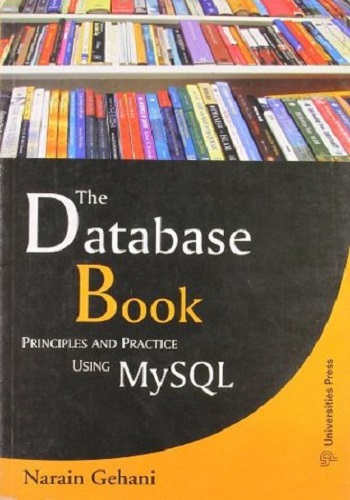 The
Database
Book
PRINCIPLES AND PRACTICE
USING MySQL
Universities Press
Narain Gehani